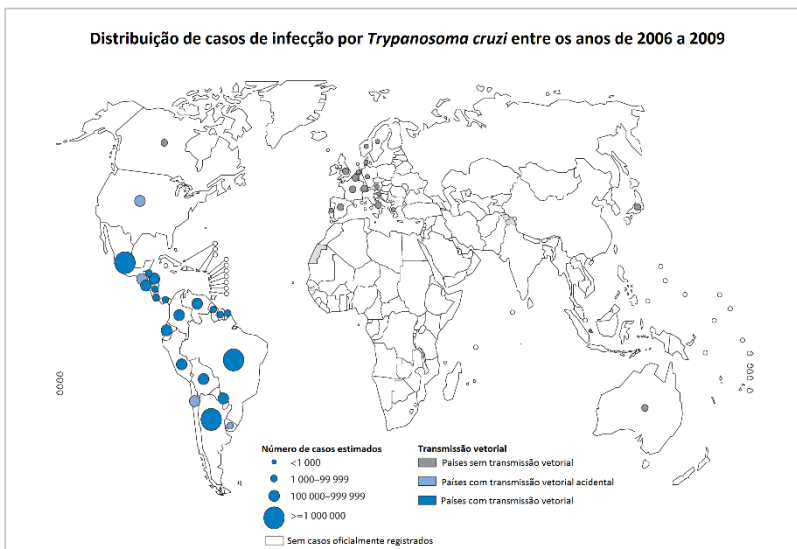 Distribuição de casos de infecção por Trypanosoma cruzi entre os anos de 2006 a 2009
Número de casos estimados
<1 000
1 000–99 999
100 000–999 999
>=1 000 000
Sem casos oficialmente registrados
Transmissão vetorial
Países sem transmissão vetorial
Países com transmissão vetorial acidental
Países com transmissão vetorial